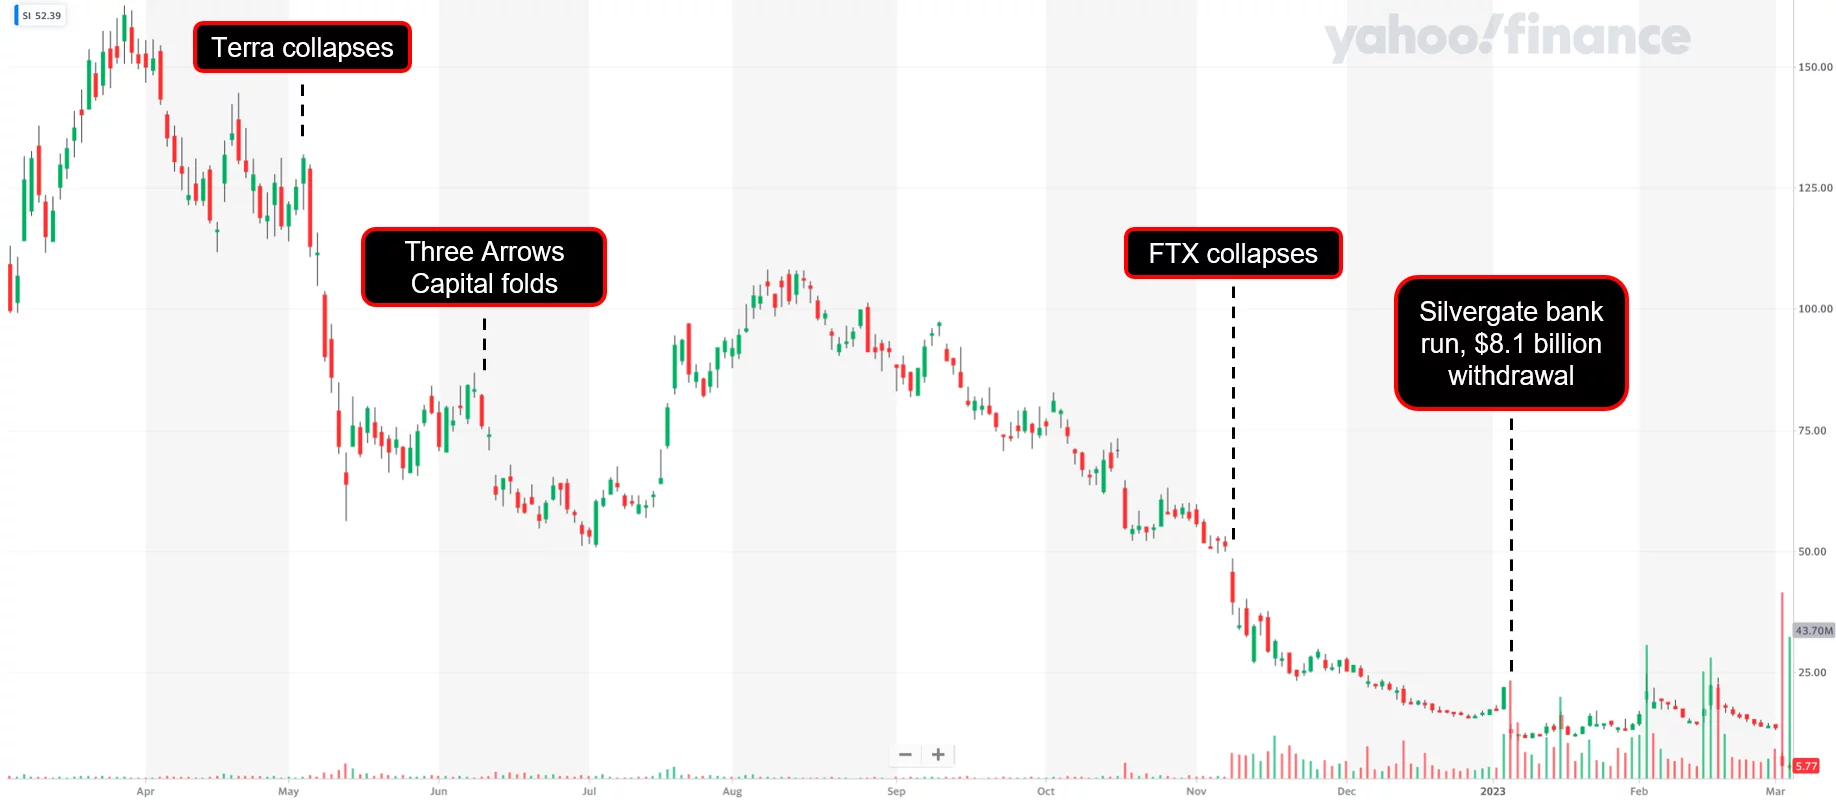 SI 52.39
yahoo!finance
Terra collapses
Three Arrows
Capital folds
FTX collapses
Silvergate bank
run, $8.1 billion
withdrawal
150.00
125.00
100.00
75.00
50.00
43.70M
25.00
5.77
− +
Apr May Jun Jul Aug Sep Oct Nov Dec 2023 Feb Mar